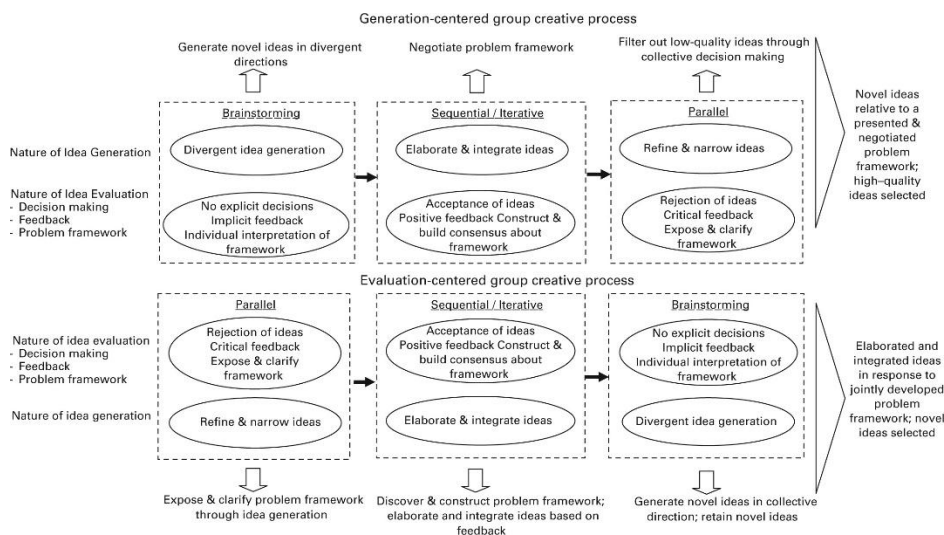 Generation-centered group creative process
Generate novel ideas in divergent
directions
Negotiate problem framework
Filter out low-quality ideas through
collective decision making
Brainstorming
Sequential / Iterative
Parallel
Nature of Idea Generation
Divergent idea generation
Elaborate & integrate ideas
Refine & narrow ideas
Nature of Idea Evaluation
- Decision making
- Feedback
- Problem framework
No explicit decisions
Implicit feedback
Individual interpretation of
framework
Acceptance of ideas
Positive feedback Construct &
build consensus about
framework
Rejection of ideas
Critical feedback
Expose & clarify
framework
Novel ideas
relative to a
presented &
negotiated
problem
framework;
high–quality
ideas selected
Evaluation-centered group creative process
Parallel
Sequential / Iterative
Brainstorming
Nature of idea evaluation
- Decision making
- Feedback
- Problem framework
Rejection of ideas
Critical feedback
Expose & clarify
framework
Acceptance of ideas
Positive feedback Construct &
build consensus about
framework
No explicit decisions
Implicit feedback
Individual interpretation of
framework
Nature of idea generation
Refine & narrow ideas
Elaborate & integrate ideas
Divergent idea generation
Elaborated and
integrated ideas
in response to
jointly developed
problem
framework; novel
ideas selected
Expose & clarify problem framework
through idea generation
Discover & construct problem framework;
elaborate and integrate ideas based on
feedback
Generate novel ideas in collective
direction; retain novel ideas